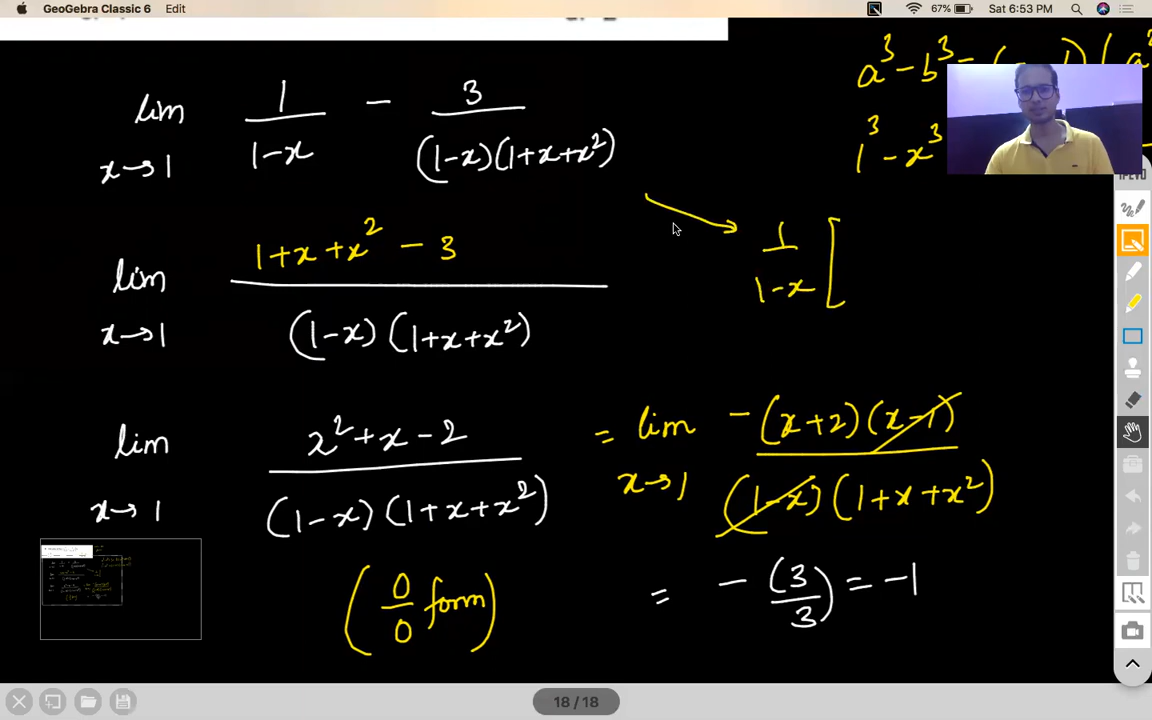 GeoGebra Classic 6 Edit 67% Sat 6:53 PM
a³ - b³ = (
1³ - x³
lim x→1 1/(1-x) - 3/((1-x)(1+x+x²))
1/(1-x) [
lim x→1 (1+x+x² - 3)/((1-x)(1+x+x²))
lim x→1 (x²+x-2)/((1-x)(1+x+x²)) = lim x→1 -(x+2)(x-1)/((1-x)(1+x+x²))
(0/0 form)
= -(3/3) = -1
18 / 18